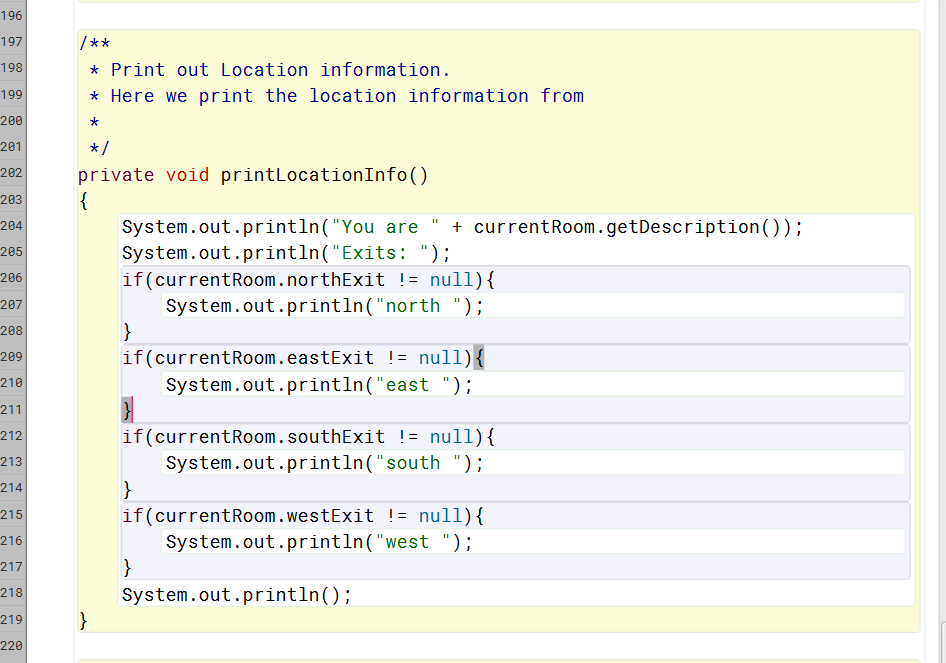 196
197 /**
198  * Print out Location information.
199  * Here we print the location information from
200  *
201  */
202 private void printLocationInfo()
203 {
204     System.out.println("You are " + currentRoom.getDescription());
205     System.out.println("Exits: ");
206     if(currentRoom.northExit != null){
207         System.out.println("north ");
208     }
209     if(currentRoom.eastExit != null){
210         System.out.println("east ");
211     }
212     if(currentRoom.southExit != null){
213         System.out.println("south ");
214     }
215     if(currentRoom.westExit != null){
216         System.out.println("west ");
217     }
218     System.out.println();
219 }
220